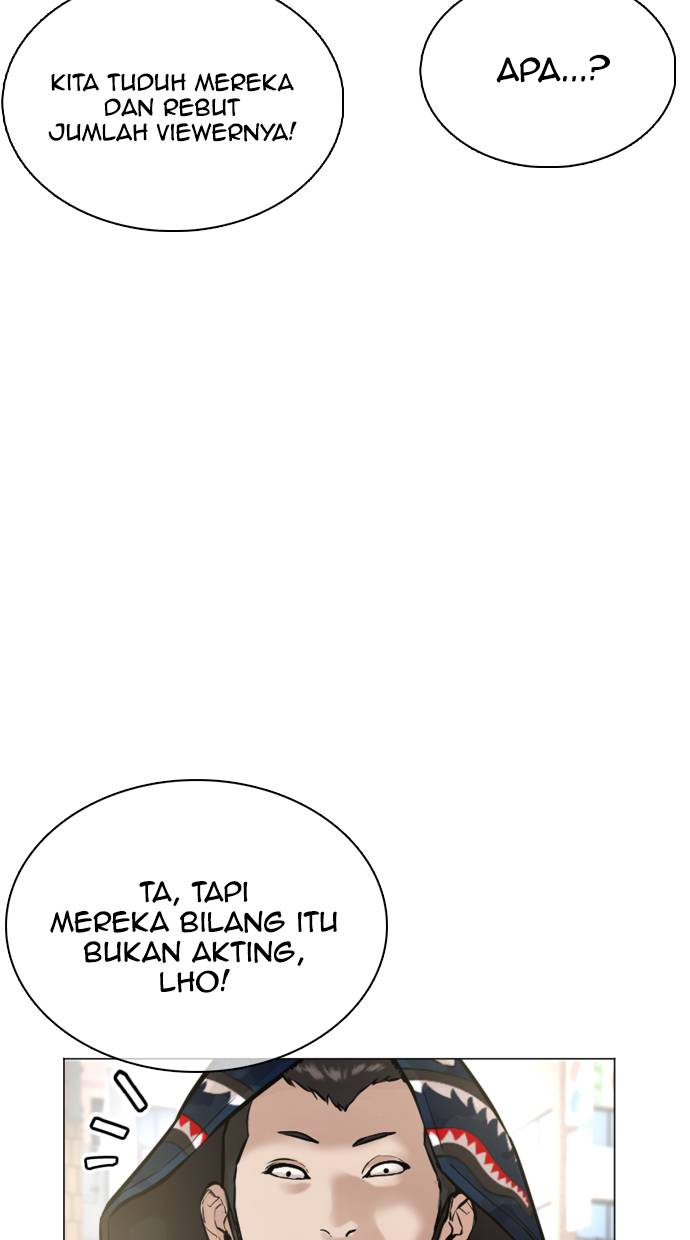 KITA TUDUH MEREKA
DAN REBUT
JUMLAH VIEWERNYA!
APA...?
TA, TAPI
MEREKA BILANG ITU
BUKAN AKTING,
LHO!